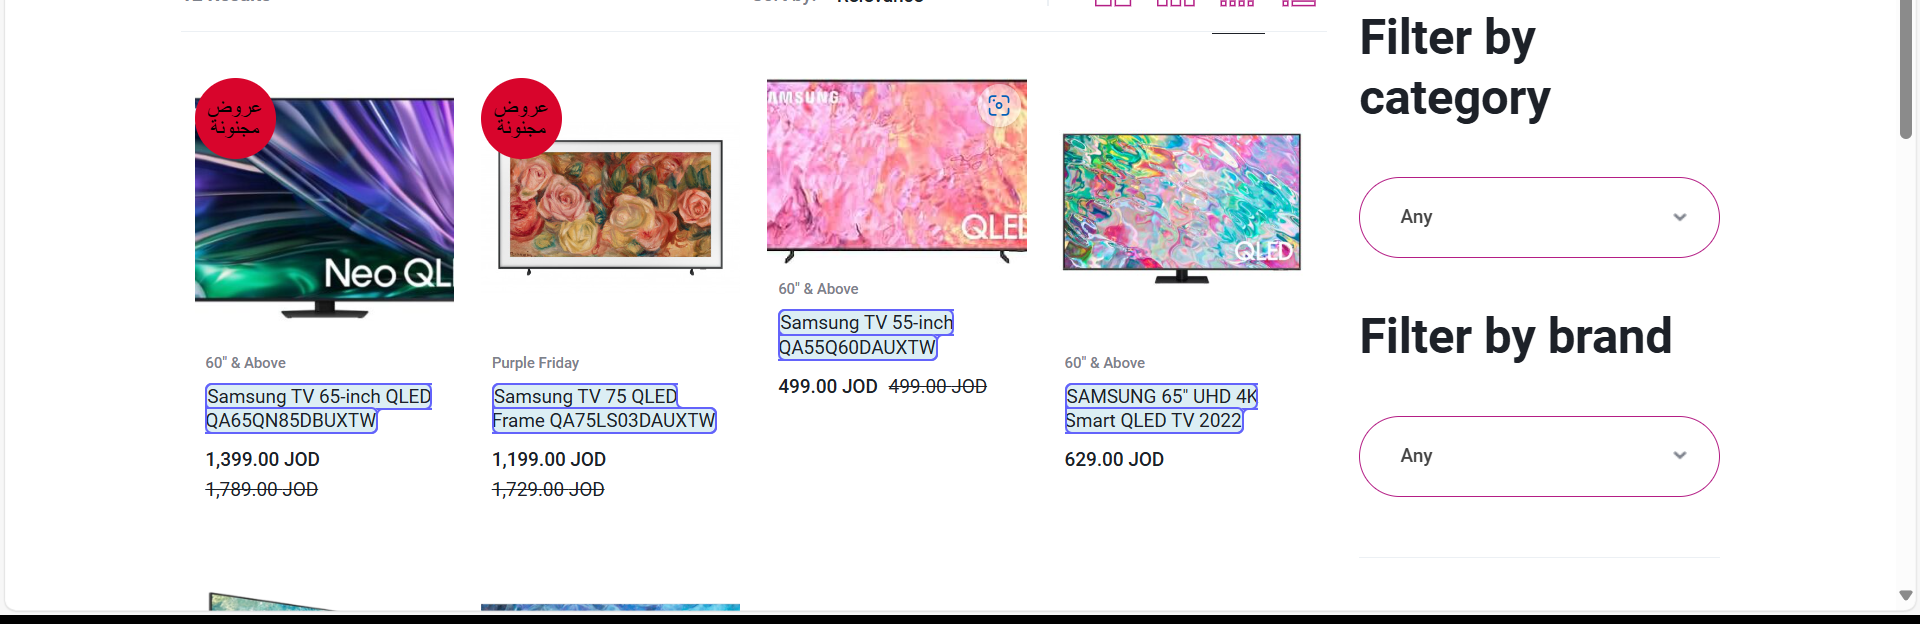 Relevance
Filter by
category
عروض
مجنونة
عروض
مجنونة
SAMSUNG
Neo QL
QLED
QLED
Any
60" & Above
Samsung TV 65-inch QLED
QA65QN85DBUXTW
1,399.00 JOD
1,789.00 JOD
Purple Friday
Samsung TV 75 QLED
Frame QA75LS03DAUXTW
1,199.00 JOD
1,729.00 JOD
60" & Above
Samsung TV 55-inch
QA55Q60DAUXTW
499.00 JOD 499.00 JOD
60" & Above
SAMSUNG 65" UHD 4K
Smart QLED TV 2022
629.00 JOD
Filter by brand
Any